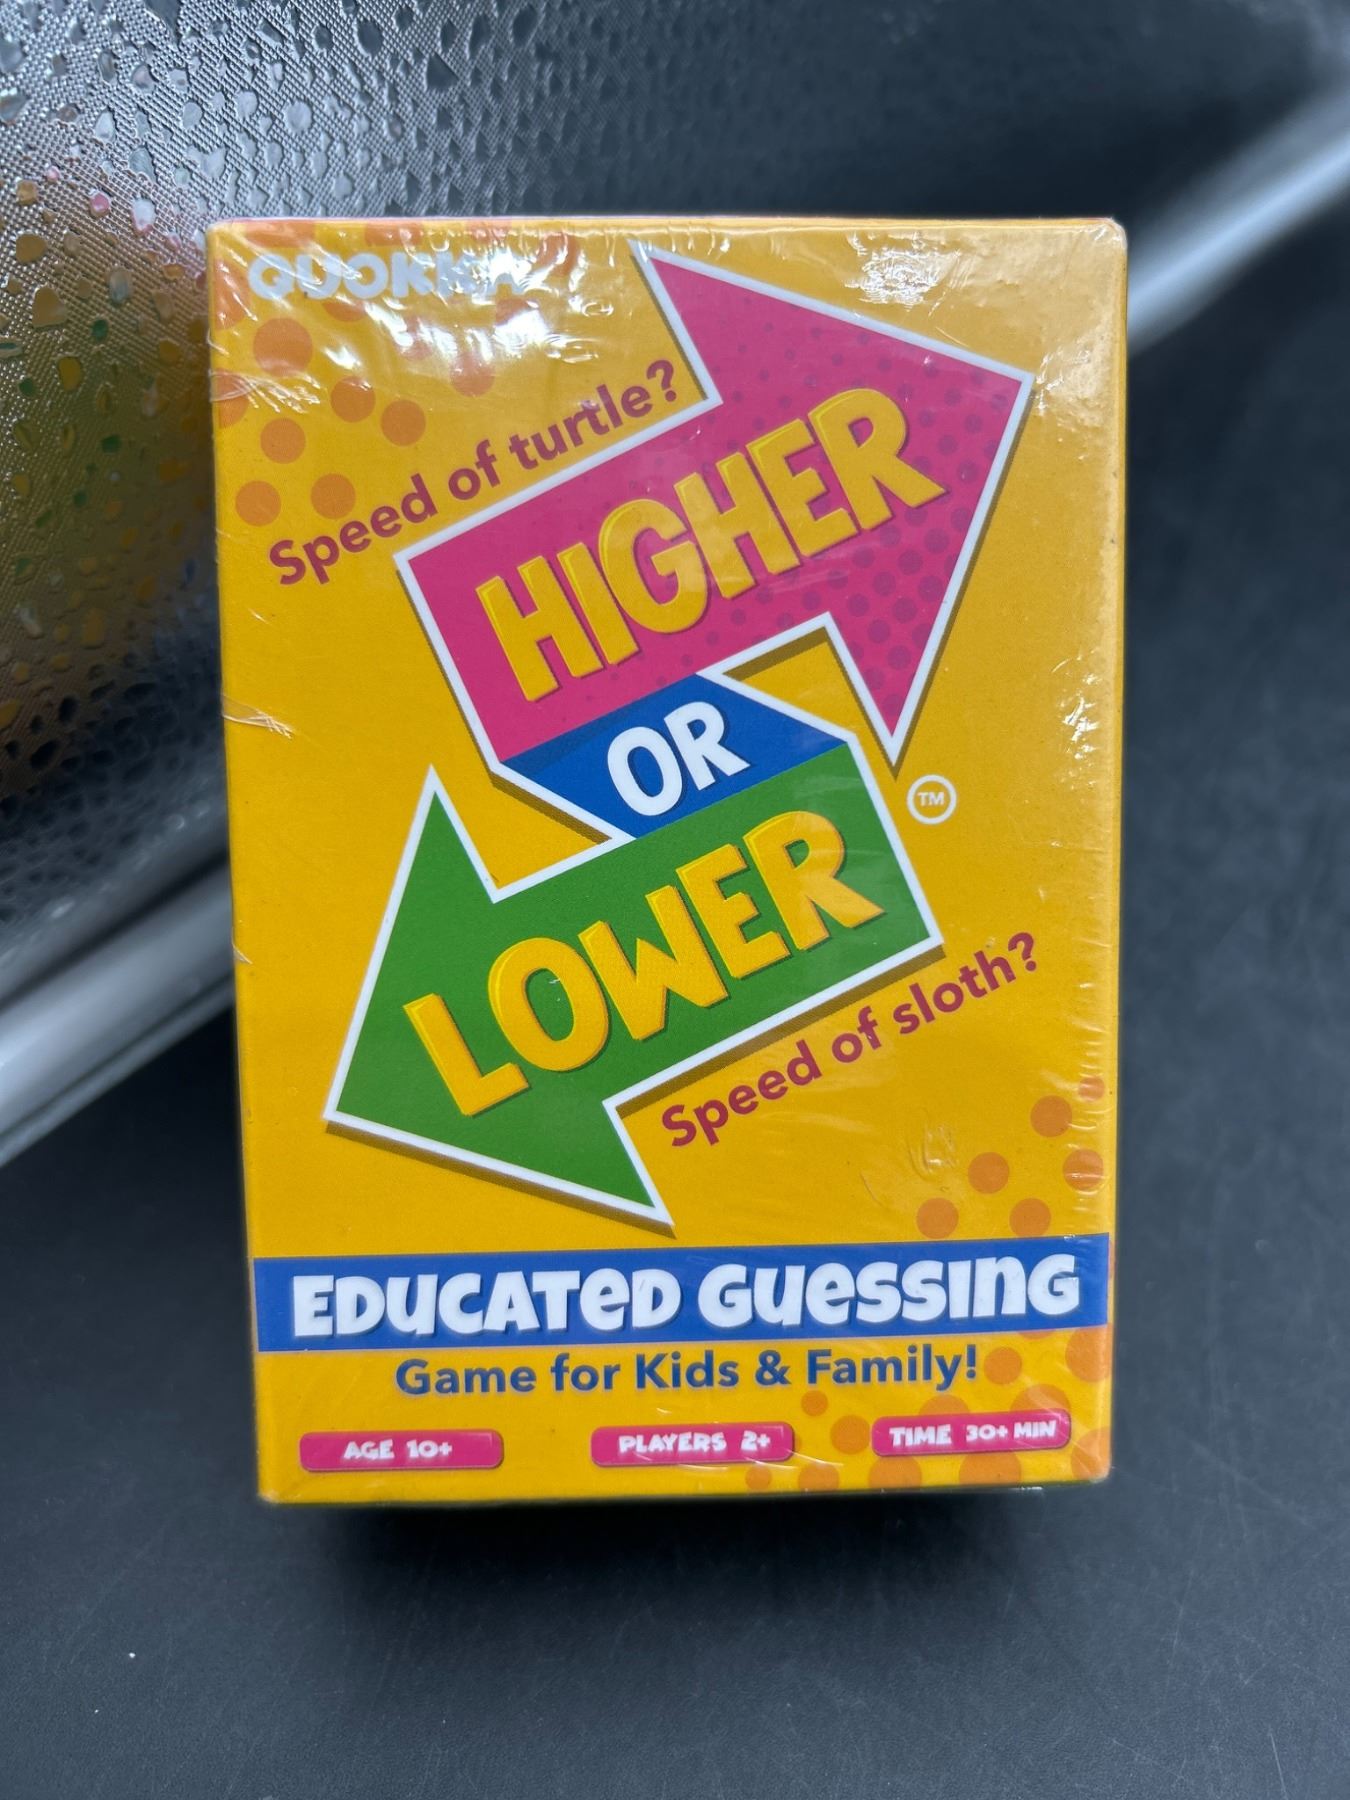 QUOKKA
Speed of turtle?
HIGHER
OR
LOWER
TM
Speed of sloth?
EDUCATED GUESSING
Game for Kids & Family!
AGE 10+
PLAYERS 2+
TIME 30+ MIN